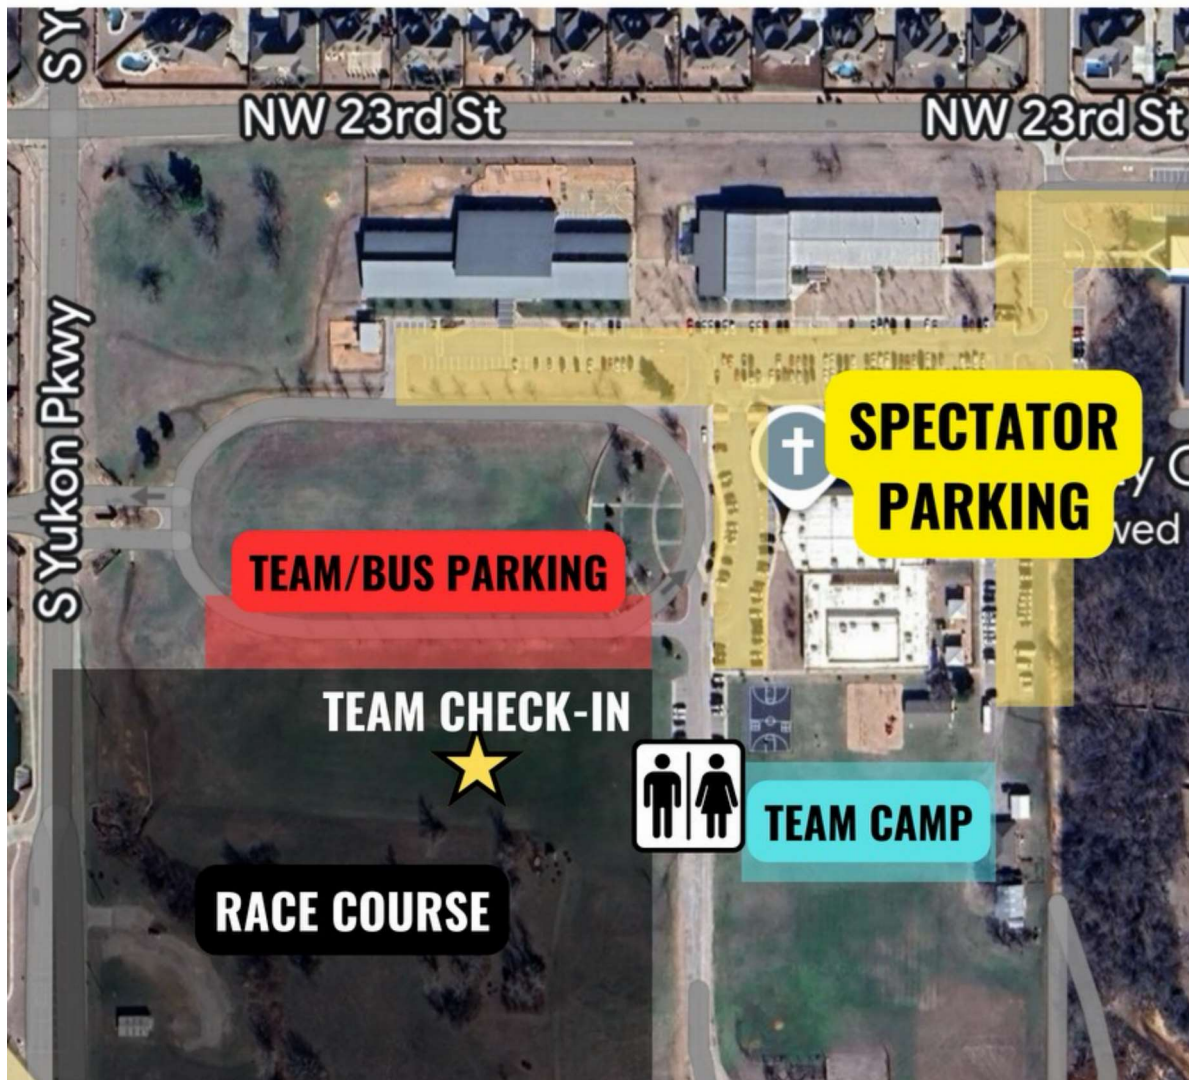 S Y
NW 23rd St
NW 23rd St
S Yukon Pkwy
SPECTATOR
PARKING
y C
ved
TEAM/BUS PARKING
TEAM CHECK-IN
TEAM CAMP
RACE COURSE